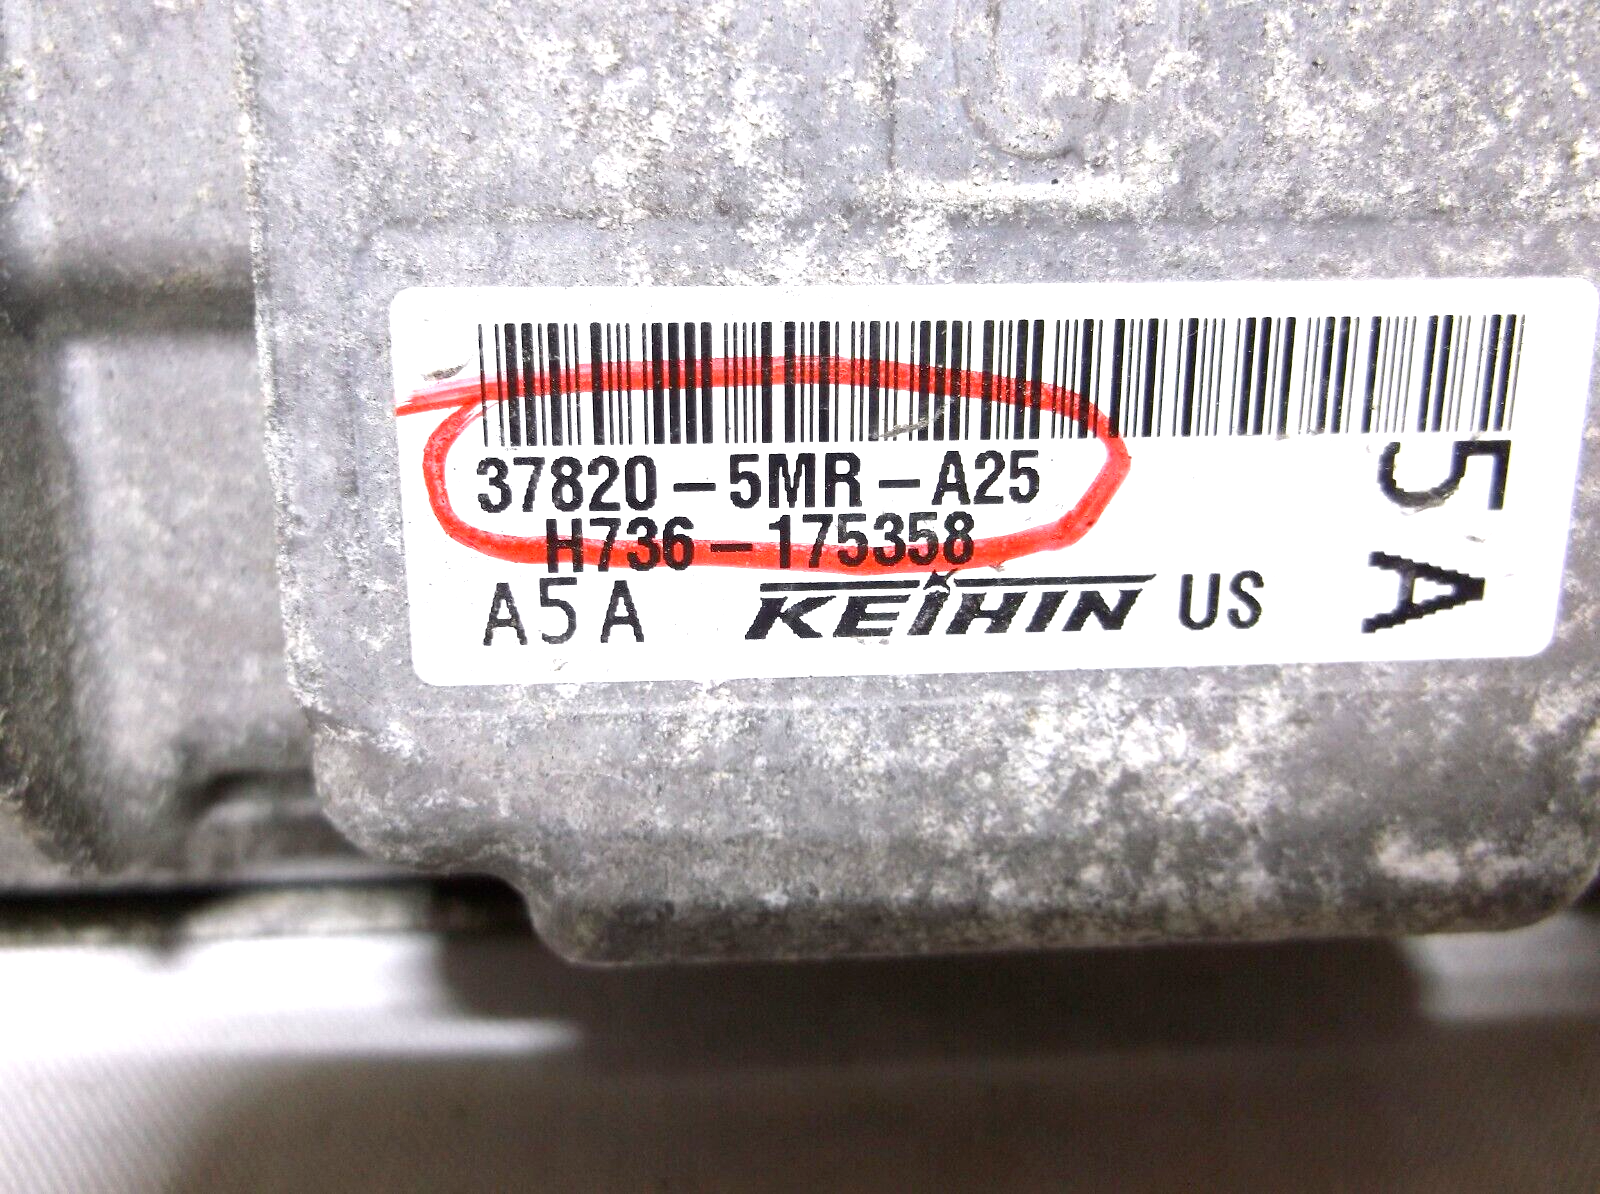 37820-5MR-A25
H736-175358
A5A KEIHIN US
5A